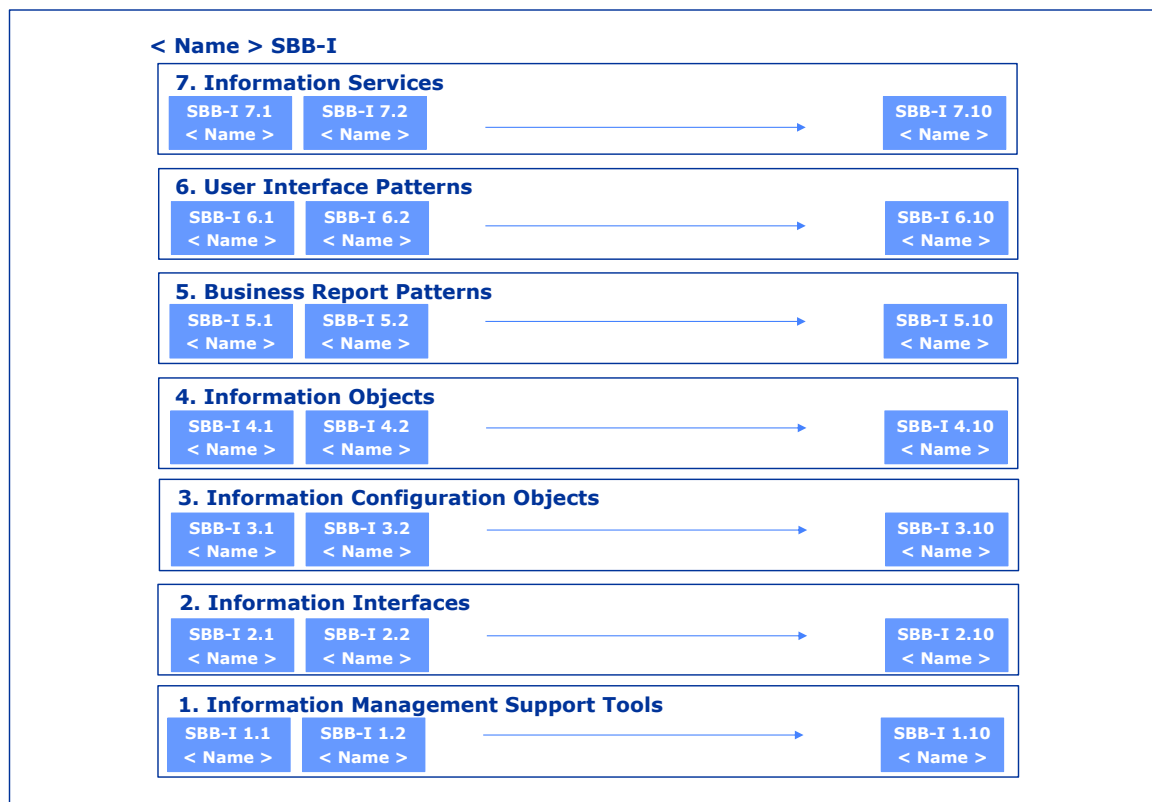 < Name > SBB-I
7. Information Services
SBB-I 7.1 SBB-I 7.2 SBB-I 7.10
< Name > < Name > < Name >
6. User Interface Patterns
SBB-I 6.1 SBB-I 6.2 SBB-I 6.10
< Name > < Name > < Name >
5. Business Report Patterns
SBB-I 5.1 SBB-I 5.2 SBB-I 5.10
< Name > < Name > < Name >
4. Information Objects
SBB-I 4.1 SBB-I 4.2 SBB-I 4.10
< Name > < Name > < Name >
3. Information Configuration Objects
SBB-I 3.1 SBB-I 3.2 SBB-I 3.10
< Name > < Name > < Name >
2. Information Interfaces
SBB-I 2.1 SBB-I 2.2 SBB-I 2.10
< Name > < Name > < Name >
1. Information Management Support Tools
SBB-I 1.1 SBB-I 1.2 SBB-I 1.10
< Name > < Name > < Name >